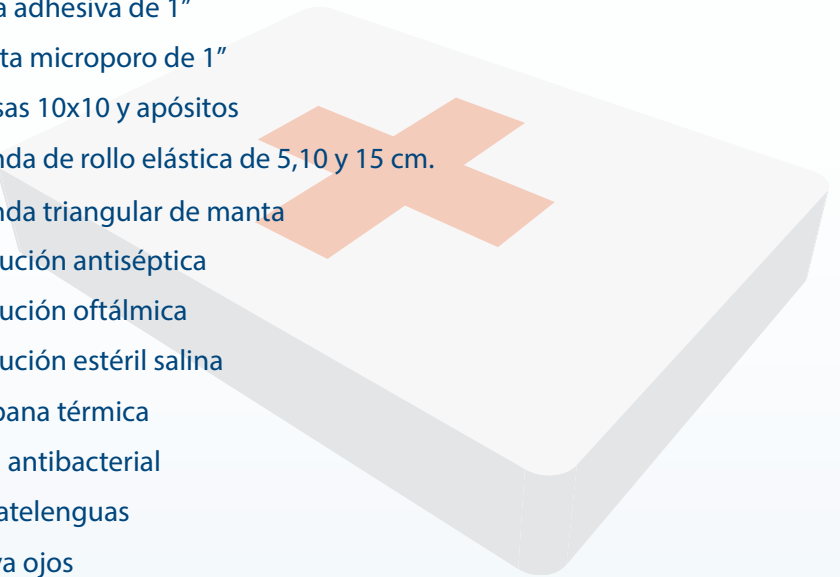 a adhesiva de 1”
ta microporo de 1”
sas 10x10 y apósitos
nda de rollo elástica de 5,10 y 15 cm.
nda triangular de manta
ución antiséptica
ución oftálmica
ución estéril salina
pana térmica
antibacterial
atelenguas
va ojos